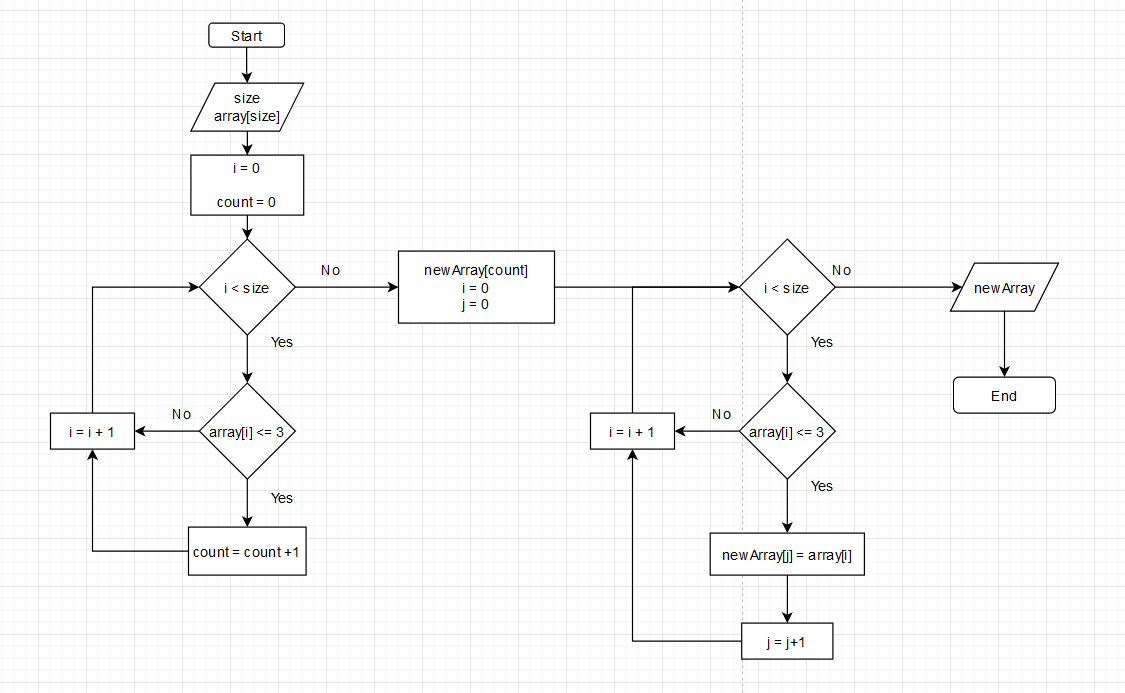 Start
size
array[size]
i = 0
count = 0
i < size
No
Yes
array[i] <= 3
No
i = i + 1
Yes
count = count +1
newArray[count]
i = 0
j = 0
i < size
No
Yes
array[i] <= 3
No
i = i + 1
Yes
newArray[j] = array[i]
j = j+1
newArray
End